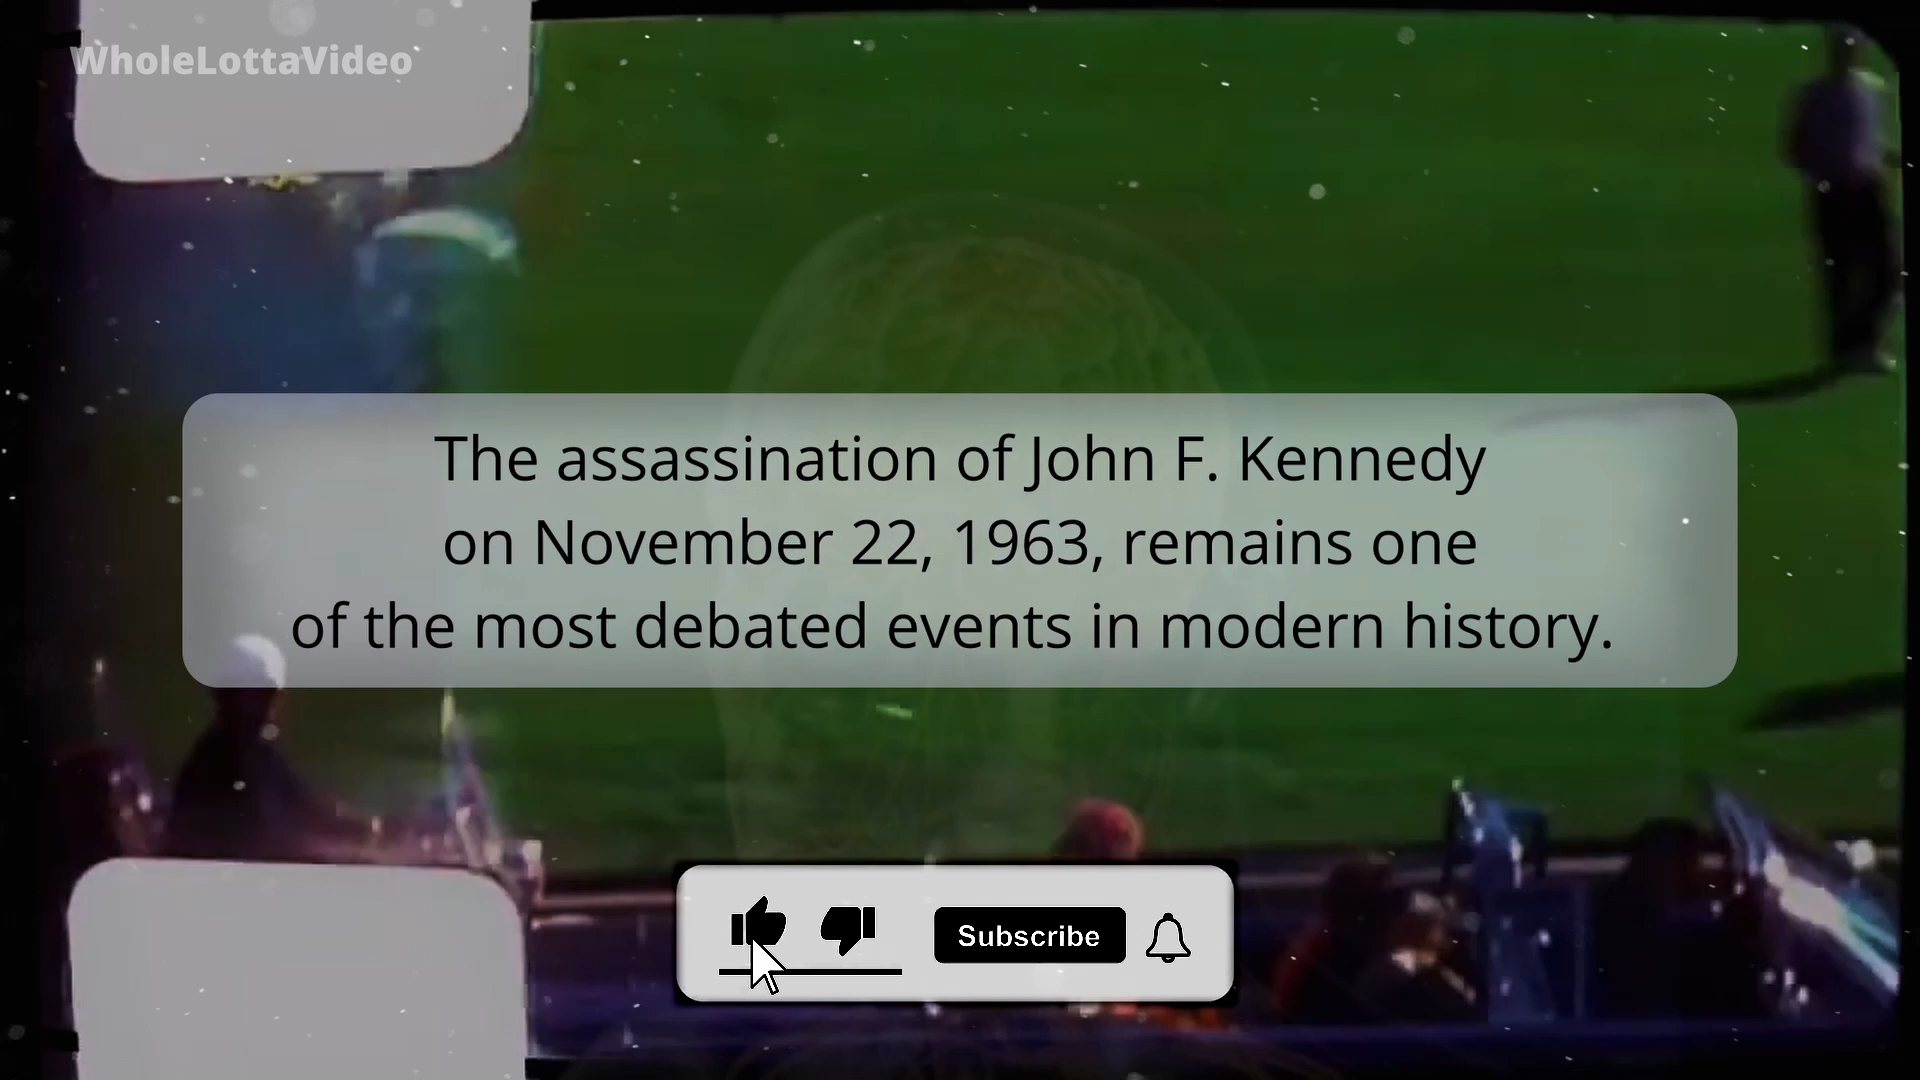 WholeLottaVideo
The assassination of John F. Kennedy
on November 22, 1963, remains one
of the most debated events in modern history.
Subscribe